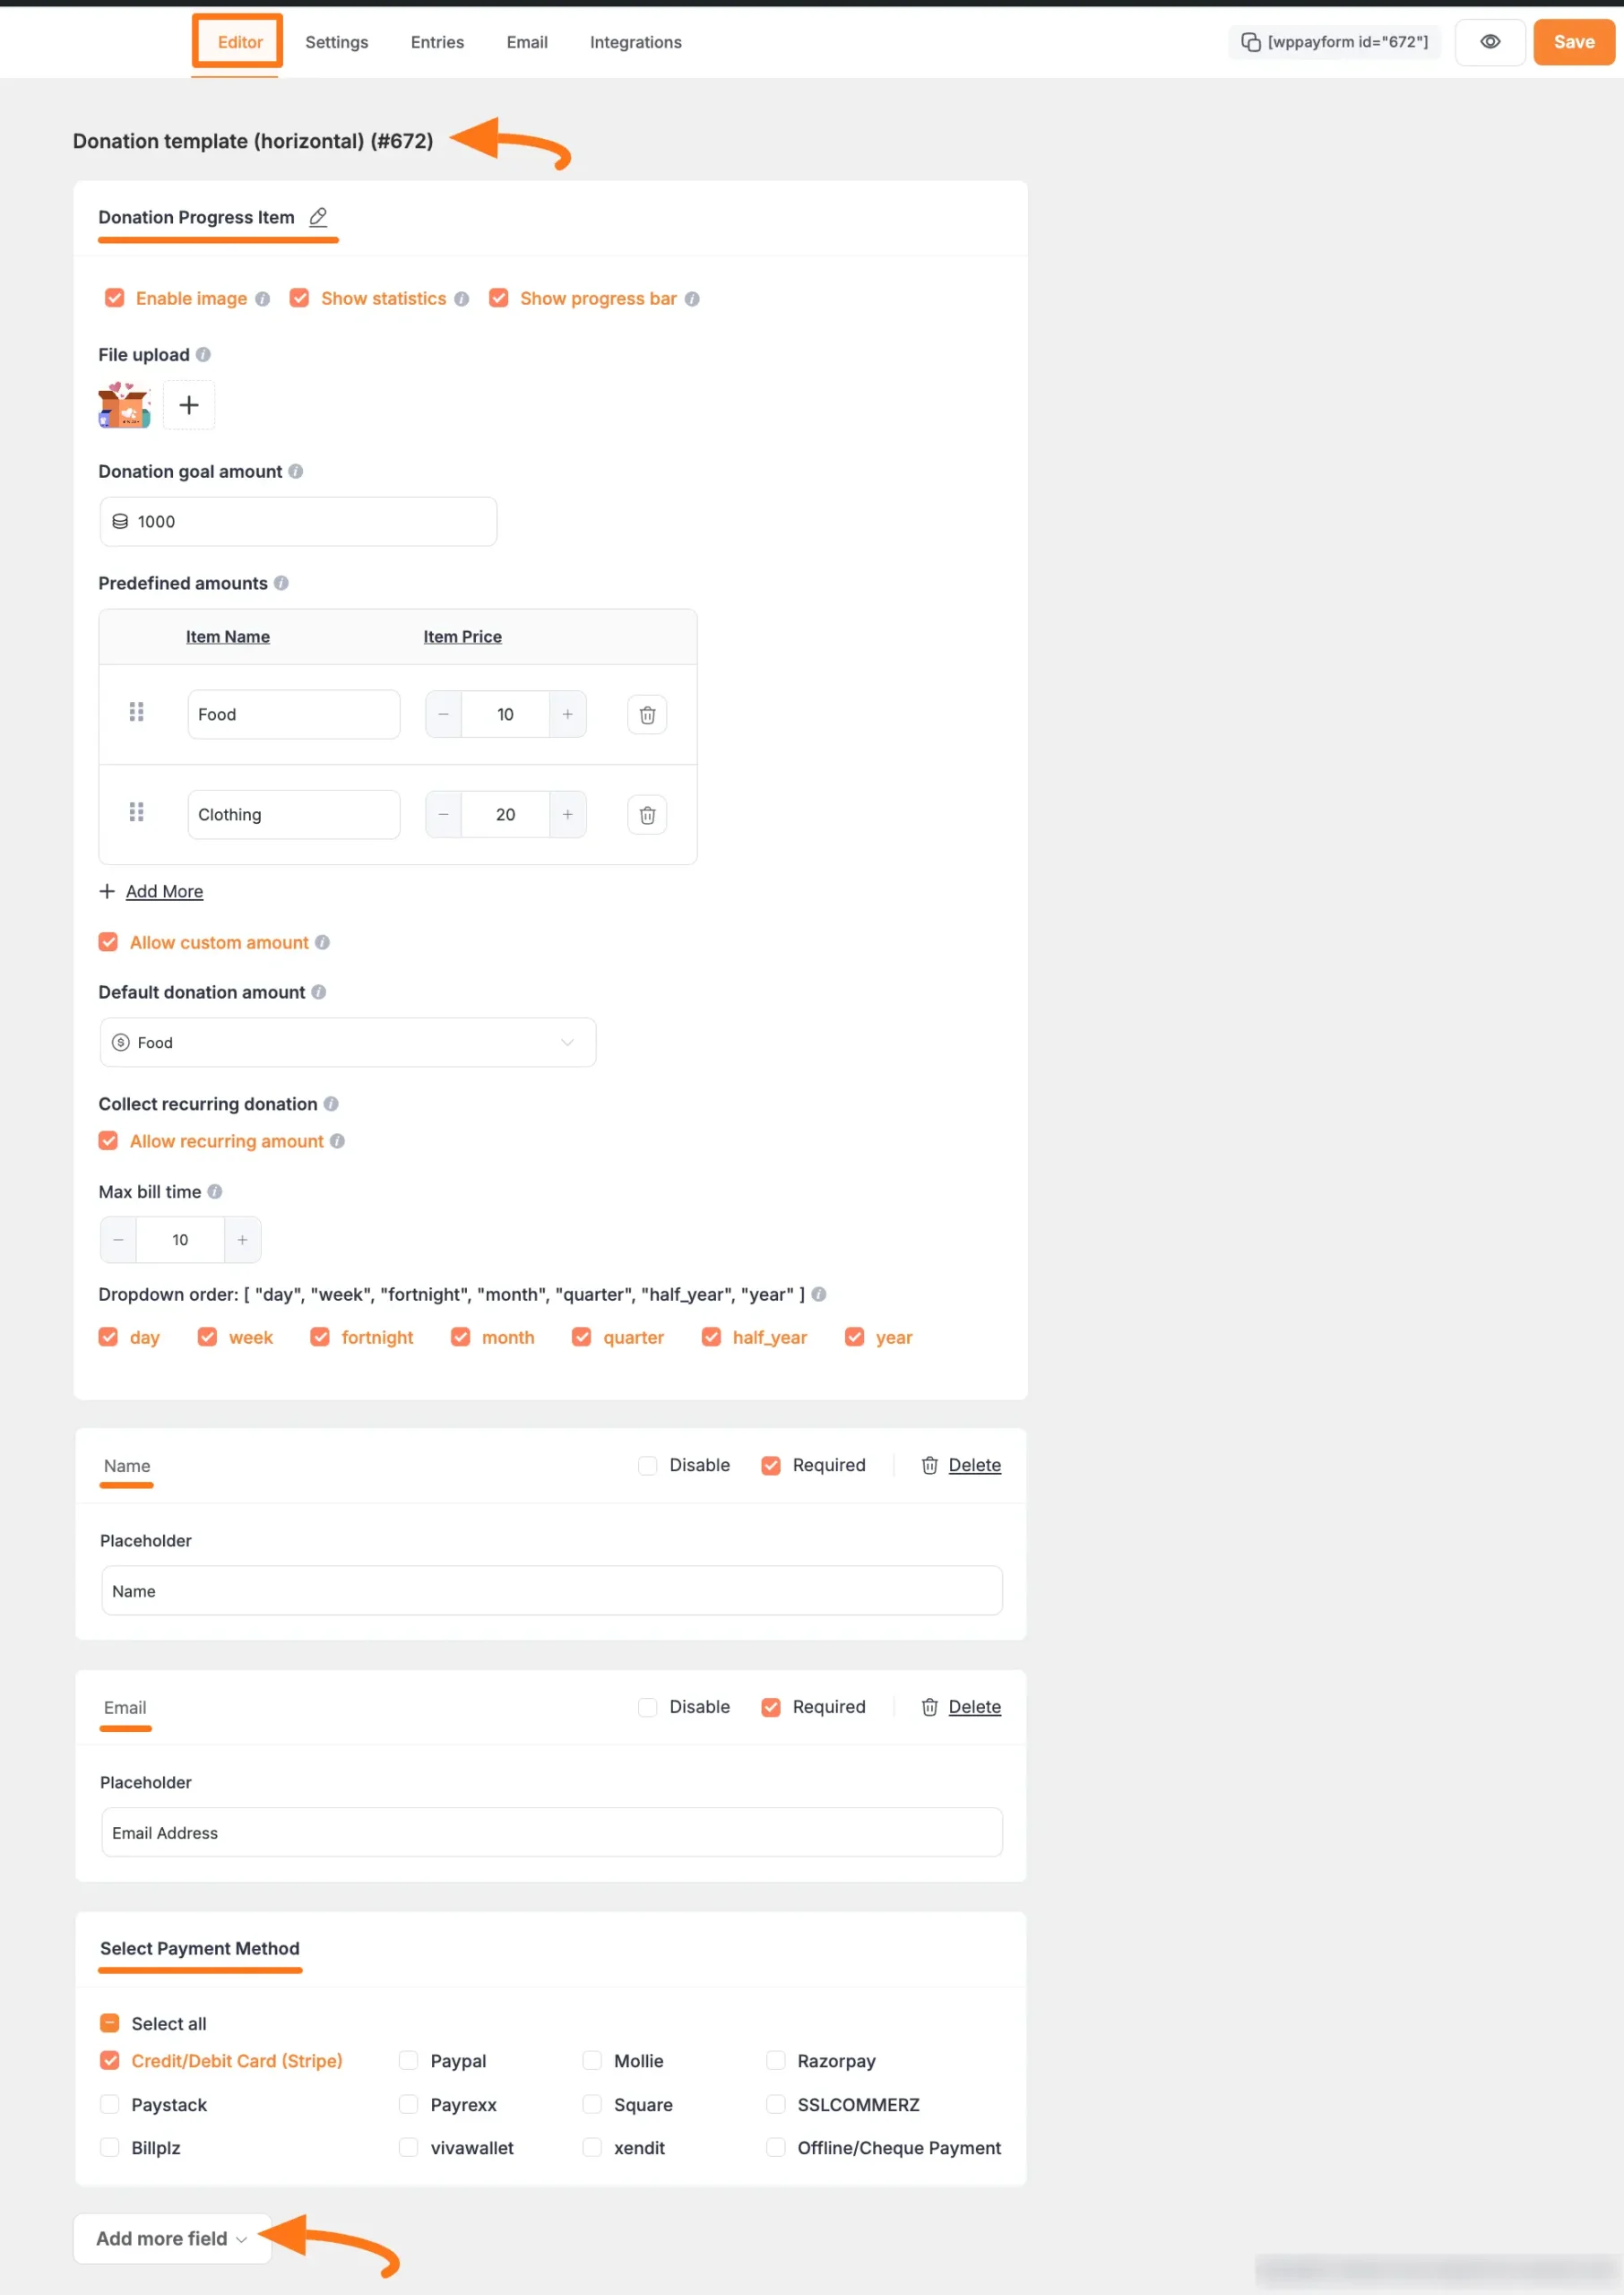 Editor Settings Entries Email Integrations [wppayform id="672"] Save
Donation template (horizontal) (#672)
Donation Progress Item
Enable image Show statistics Show progress bar
File upload
Donation goal amount
1000
Predefined amounts
Item Name Item Price
Food 10
Clothing 20
Add More
Allow custom amount
Default donation amount
Food
Collect recurring donation
Allow recurring amount
Max bill time
10
Dropdown order: [ "day", "week", "fortnight", "month", "quarter", "half_year", "year" ]
day week fortnight month quarter half_year year
Name Disable Required Delete
Placeholder
Name
Email Disable Required Delete
Placeholder
Email Address
Select Payment Method
Select all
Credit/Debit Card (Stripe) Paypal Mollie Razorpay
Paystack Payrexx Square SSLCOMMERZ
Billplz vivawallet xendit Offline/Cheque Payment
Add more field